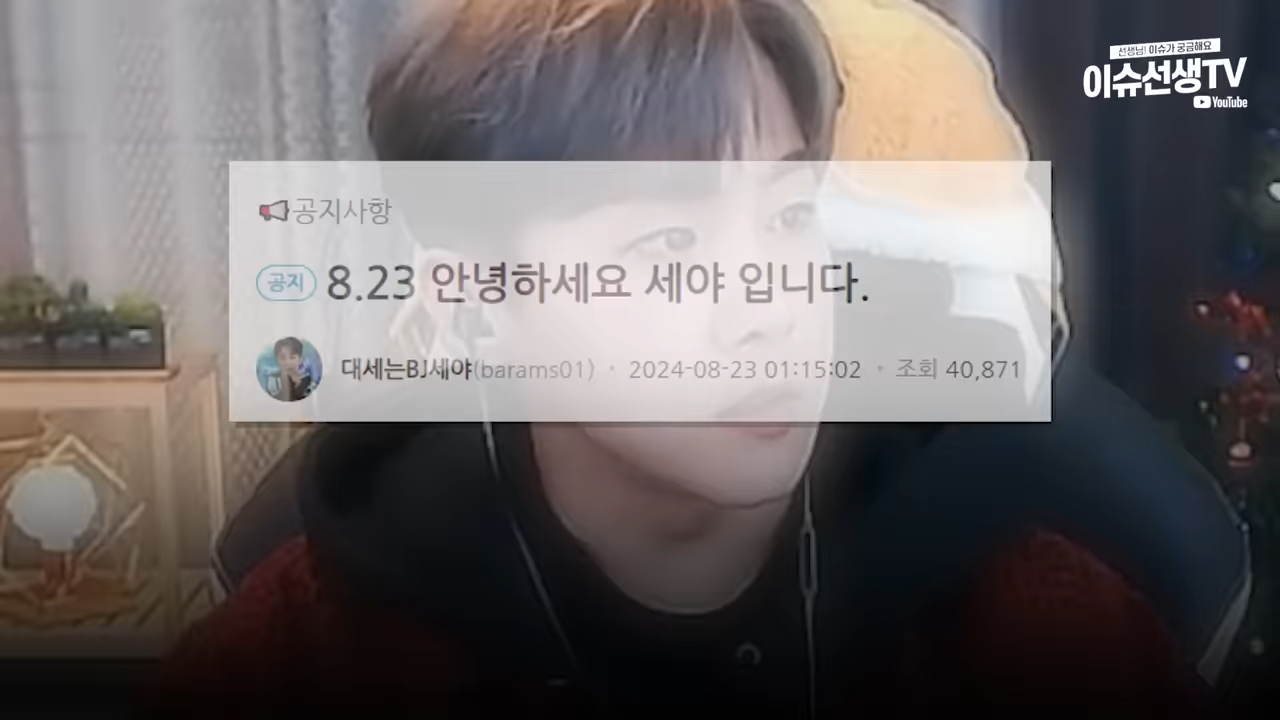 선생님! 이슈가 궁금해요
이슈선생TV
YouTube
📢공지사항
공지 8.23 안녕하세요 세야 입니다.
대세는BJ세야(barams01) · 2024-08-23 01:15:02 · 조회 40,871